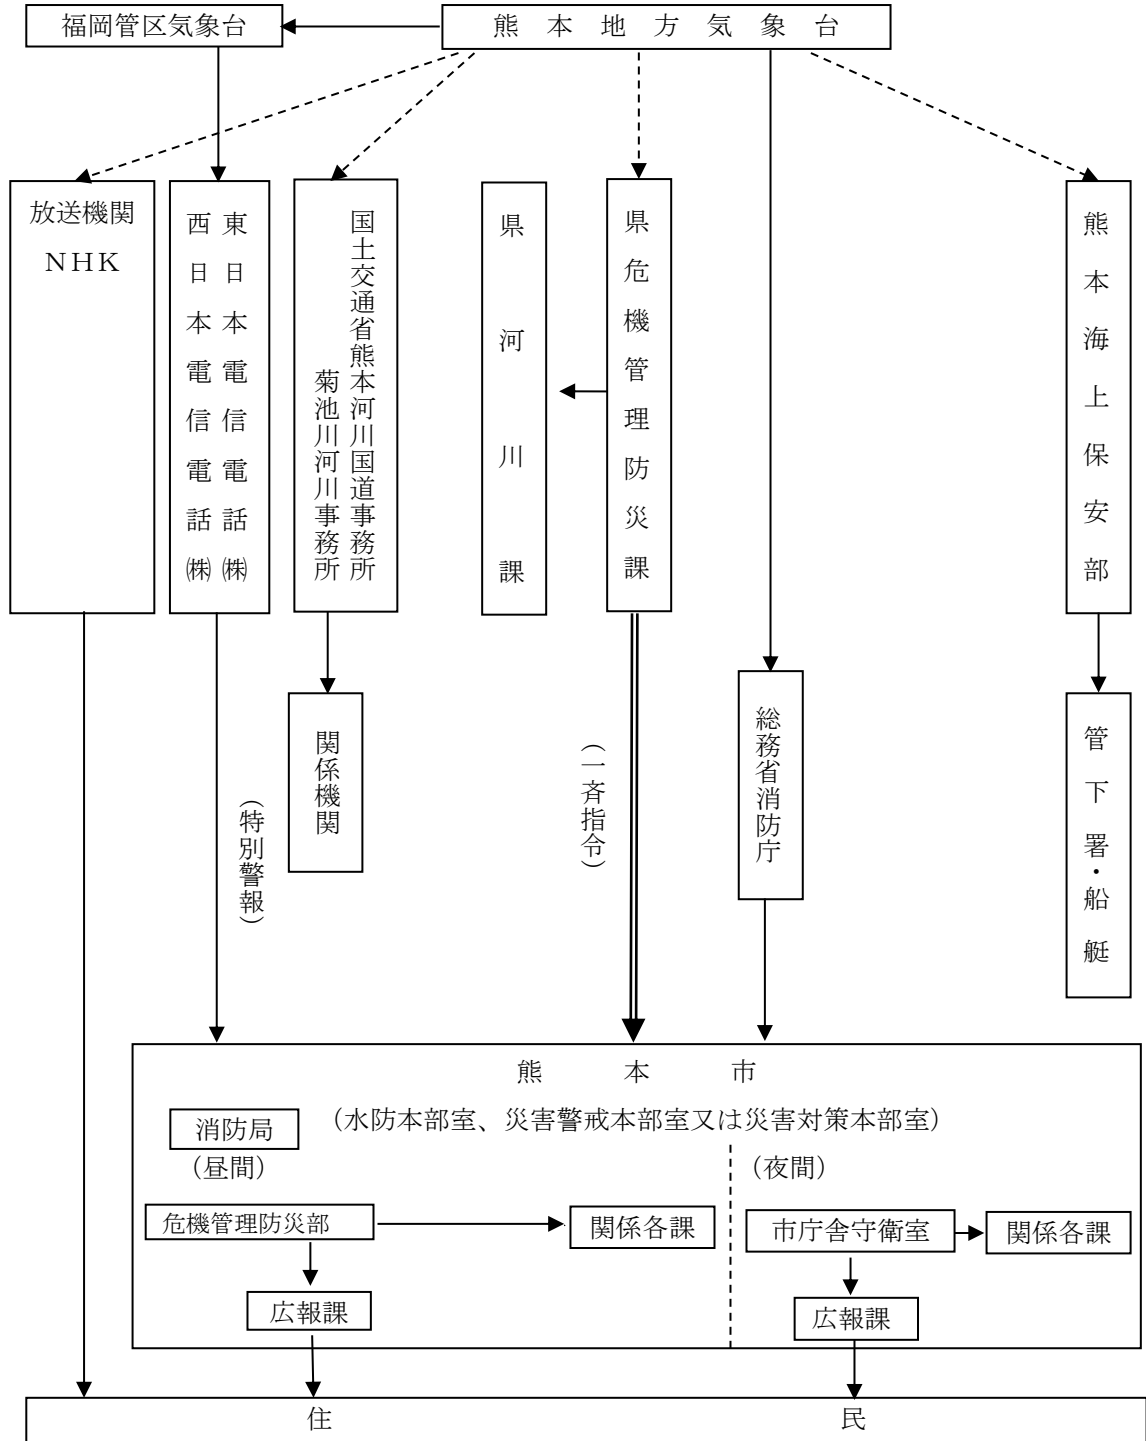 福岡管区気象台
熊本地方気象台
放送機関
ＮＨＫ
東日本電信電話㈱
西日本電信電話㈱
国土交通省熊本河川国道事務所
菊池川河川事務所
県河川課
県危機管理防災課
熊本海上保安部
関係機関
（特別警報）
（一斉指令）
総務省消防庁
管下署・船艇
熊本市
消防局
（水防本部室、災害警戒本部室又は災害対策本部室）
（昼間）
（夜間）
危機管理防災部
関係各課
市庁舎守衛室
関係各課
広報課
広報課
住民